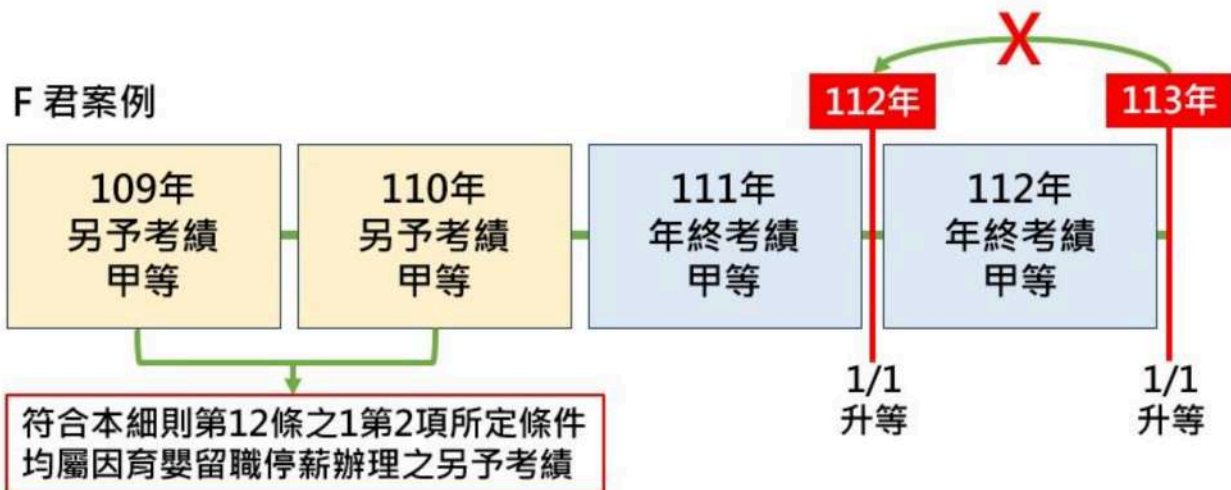 X
F 君案例
112年
113年
109年
另予考績
甲等
110年
另予考績
甲等
111年
年終考績
甲等
112年
年終考績
甲等
1/1
升等
1/1
升等
符合本細則第12條之1第2項所定條件
均屬因育嬰留職停薪辦理之另予考績